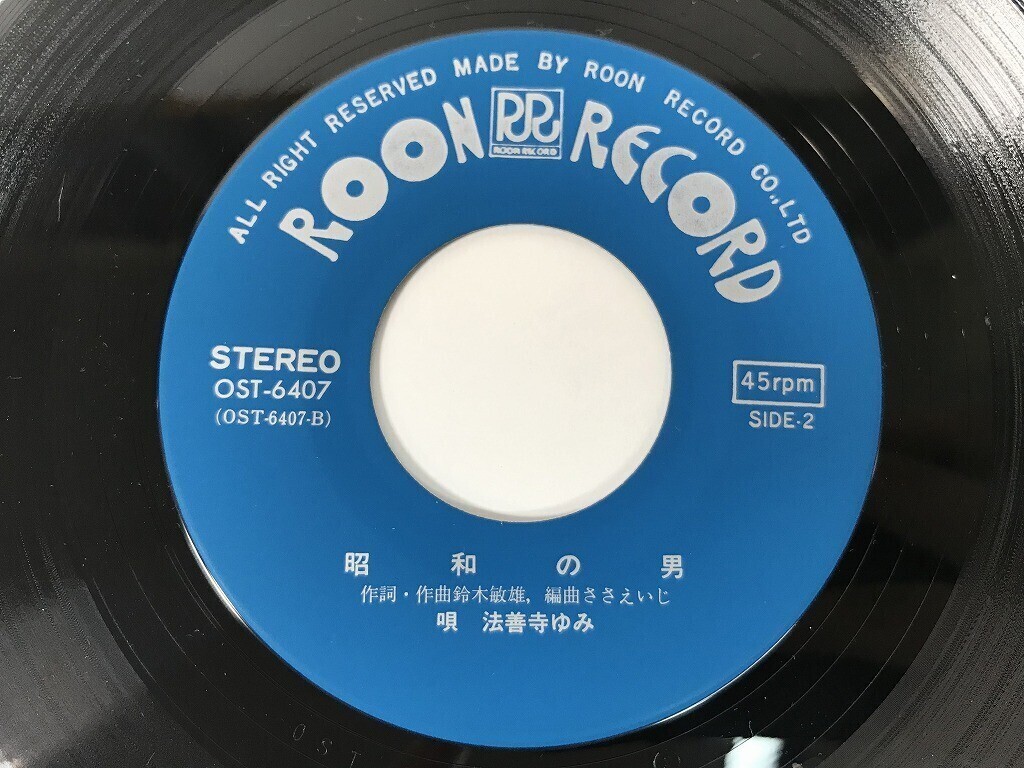 ALL RIGHT RESERVED MADE BY ROON RECORD CO.,LTD
ROON RECORD
ROON RECORD
STEREO
OST-6407
(OST-6407-B)
45rpm
SIDE-2
昭和の男
作詞・作曲鈴木敏雄, 編曲ささえいじ
唄 法善寺ゆみ
OST